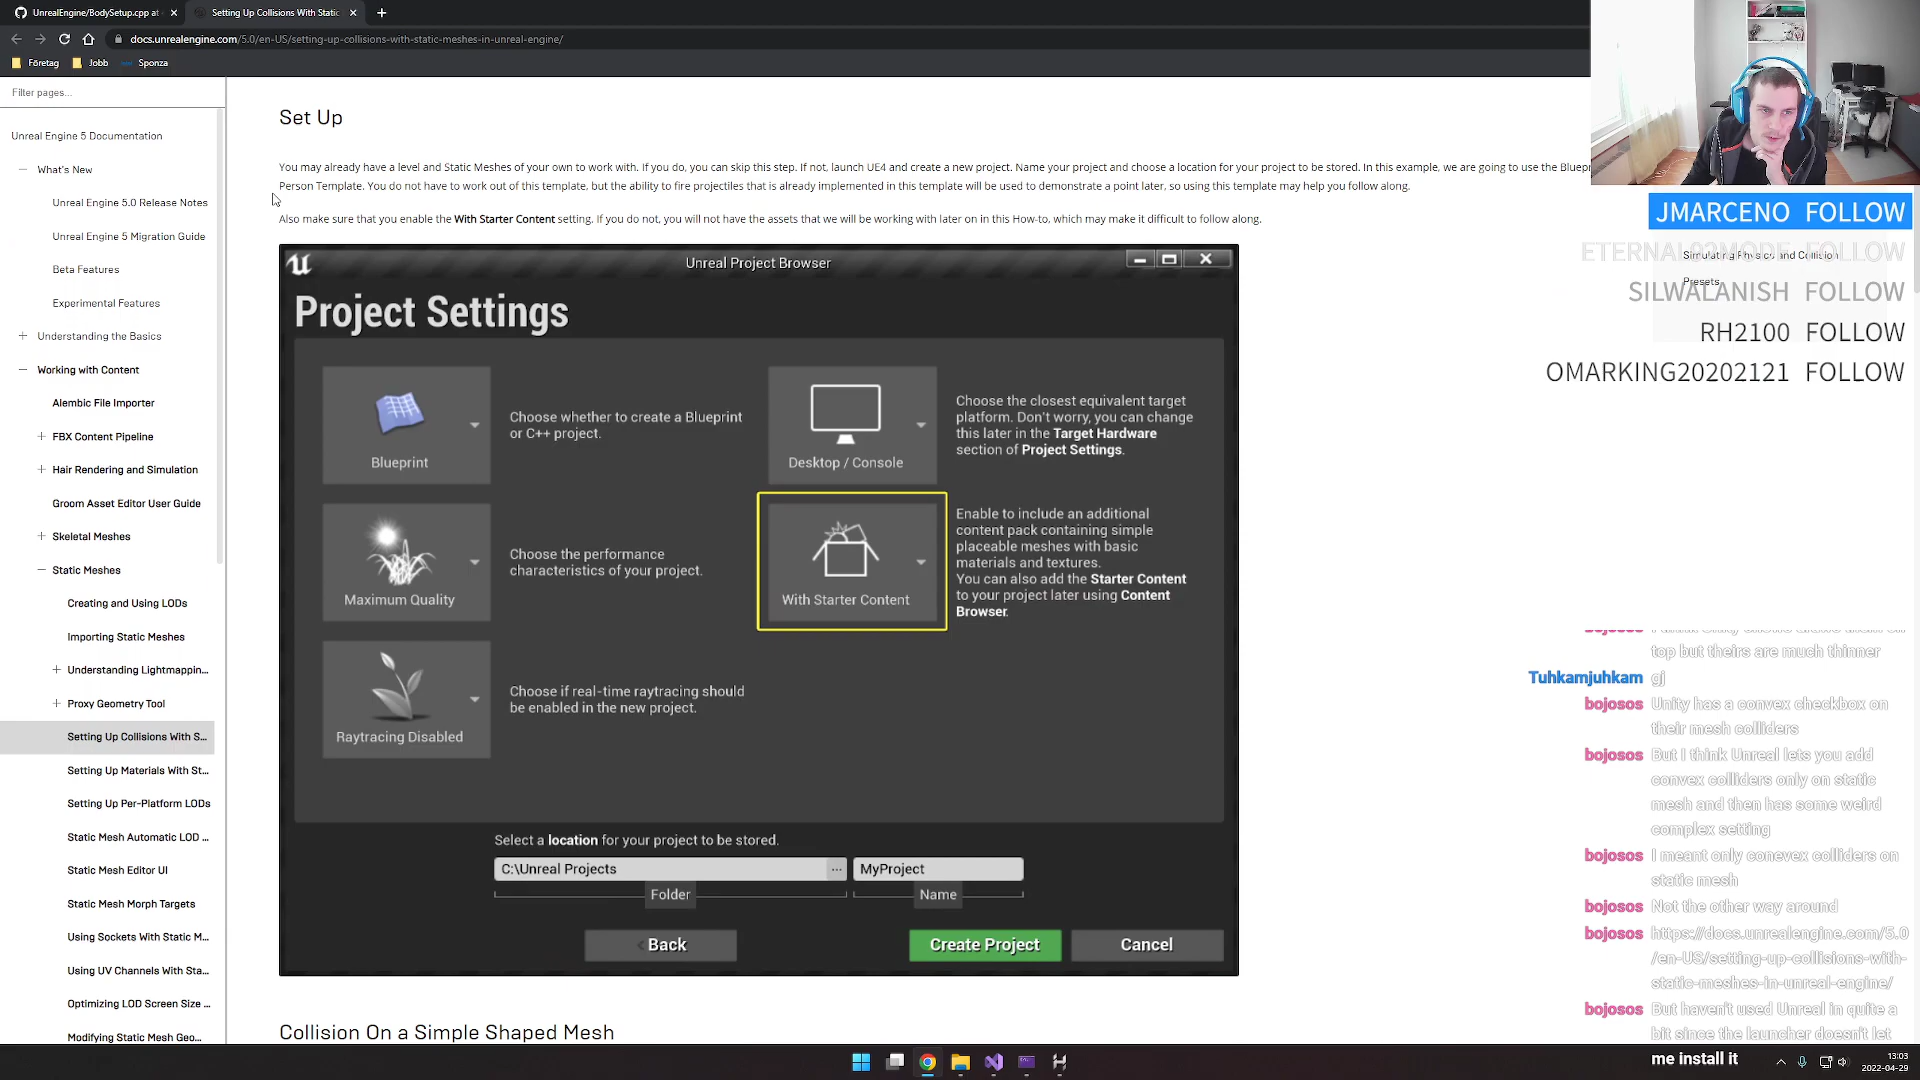 UnrealEngine/BodySetup.cpp at
Setting Up Collisions With Static
docs.unrealengine.com/5.0/en-US/setting-up-collisions-with-static-meshes-in-unreal-engine/
Företag
Jobb
Sponza
Filter pages...
Unreal Engine 5 Documentation
What's New
Unreal Engine 5.0 Release Notes
Unreal Engine 5 Migration Guide
Beta Features
Experimental Features
Understanding the Basics
Working with Content
Alembic File Importer
FBX Content Pipeline
Hair Rendering and Simulation
Groom Asset Editor User Guide
Skeletal Meshes
Static Meshes
Creating and Using LODs
Importing Static Meshes
Understanding Lightmappin...
Proxy Geometry Tool
Setting Up Collisions With S...
Setting Up Materials With St...
Setting Up Per-Platform LODs
Static Mesh Automatic LOD ...
Static Mesh Editor UI
Static Mesh Morph Targets
Using Sockets With Static M...
Using UV Channels With Sta...
Optimizing LOD Screen Size ...
Modifying Static Mesh Geo...
Set Up
You may already have a level and Static Meshes of your own to work with. If you do, you can skip this step. If not, launch UE4 and create a new project. Name your project and choose a location for your project to be stored. In this example, we are going to use the Bluep
Person Template. You do not have to work out of this template, but the ability to fire projectiles that is already implemented in this template will be used to demonstrate a point later, so using this template may help you follow along.
Also make sure that you enable the With Starter Content setting. If you do not, you will not have the assets that we will be working with later on in this How-to, which may make it difficult to follow along.
Unreal Project Browser
Project Settings
Blueprint
Choose whether to create a Blueprint
or C++ project.
Desktop / Console
Choose the closest equivalent target
platform. Don't worry, you can change
this later in the Target Hardware
section of Project Settings.
Maximum Quality
Choose the performance
characteristics of your project.
With Starter Content
Enable to include an additional
content pack containing simple
placeable meshes with basic
materials and textures.
You can also add the Starter Content
to your project later using Content
Browser.
Raytracing Disabled
Choose if real-time raytracing should
be enabled in the new project.
Select a location for your project to be stored.
C:\Unreal Projects
...
MyProject
Folder
Name
Back
Create Project
Cancel
Collision On a Simple Shaped Mesh
JMARCENO FOLLOW
ETERNAL03MODE FOLLOW
Simulating Physics and Collision
Presets
SILWALANISH FOLLOW
RH2100 FOLLOW
OMARKING20202121 FOLLOW
bojosos
top but theirs are much thinner
Tuhkamjuhkam gj
bojosos Unity has a convex checkbox on
their mesh colliders
bojosos But I think Unreal lets you add
convex colliders only on static
mesh and then has some weird
complex setting
bojosos I meant only conevex colliders on
static mesh
bojosos Not the other way around
bojosos https://docs.unrealengine.com/5.0
/en-US/setting-up-collisions-with-
static-meshes-in-unreal-engine/
bojosos But haven't used Unreal in quite a
bit since the launcher doesn't let
me install it
13:03
2022-04-29